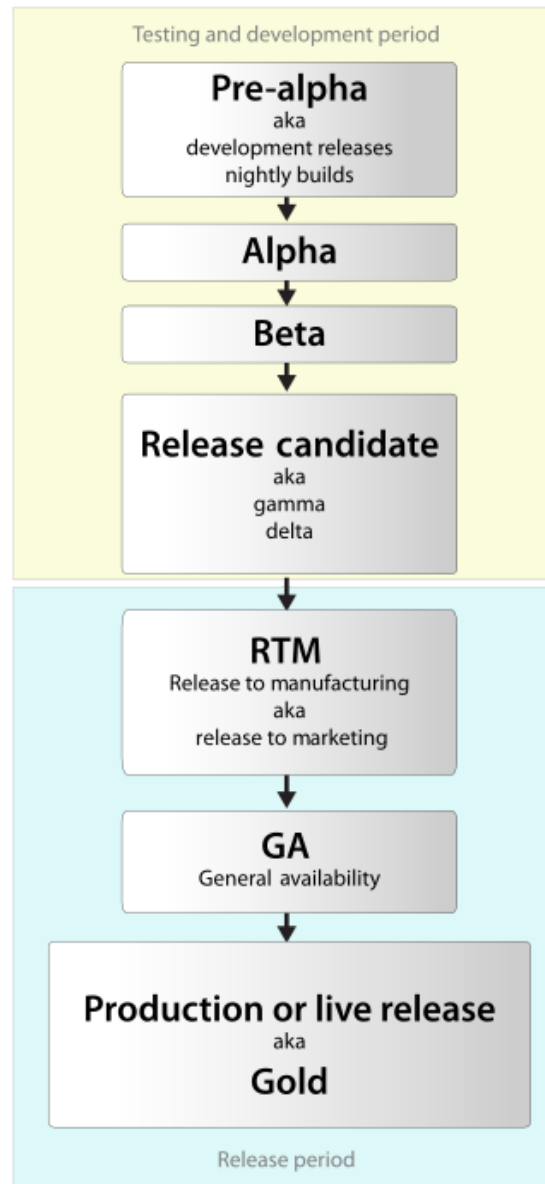 Testing and development period
Pre-alpha
aka
development releases
nightly builds
Alpha
Beta
Release candidate
aka
gamma
delta
RTM
Release to manufacturing
aka
release to marketing
GA
General availability
Production or live release
aka
Gold
Release period